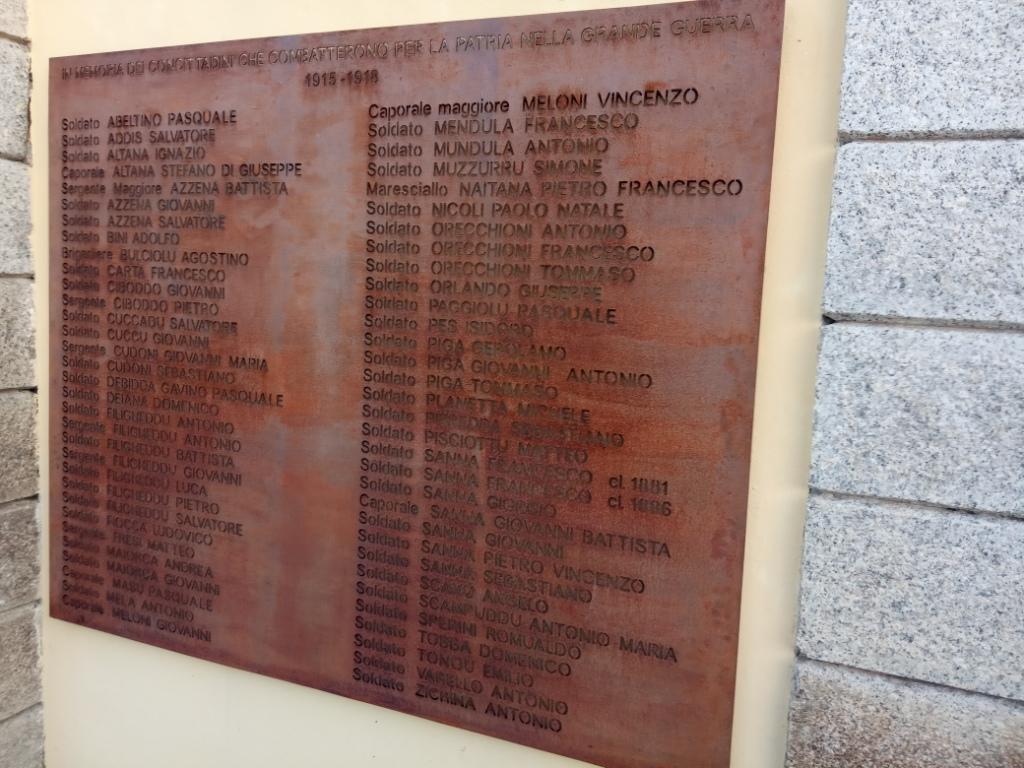 IN MEMORIA DEI CONCITTADINI CHE COMBATTERONO PER LA PATRIA NELLA GRANDE GUERRA
1915-1918
Soldato ABELTINO PASQUALE
Soldato ADDIS SALVATORE
Soldato ALTANA IGNAZIO
Caporale ALTANA STEFANO DI GIUSEPPE
Sergente Maggiore AZZENA BATTISTA
Soldato AZZENA GIOVANNI
Soldato AZZENA SALVATORE
Soldato BINI ADOLFO
Brigadiere BULCIOLU AGOSTINO
Soldato CARTA FRANCESCO
Soldato CIBODDO GIOVANNI
Sergente CIBODDO PIETRO
Soldato CUCCADU SALVATORE
Soldato CUCCU GIOVANNI
Sergente CUDONI GIOVANNI MARIA
Soldato CUDONI SEBASTIANO
Soldato DEBIDDA GAVINO PASQUALE
Soldato DEIANA DOMENICO
Soldato FILIGHEDDU ANTONIO
Sergente FILIGHEDDU ANTONIO
Soldato FILIGHEDDU BATTISTA
Sergente FILIGHEDDU GIOVANNI
Soldato FILIGHEDDU LUCA
Soldato FILIGHEDDU PIETRO
Soldato FILIGHEDDU SALVATORE
Soldato FIOCCA LUDOVICO
Sergente FRESI MATTEO
Soldato MAIORCA ANDREA
Soldato MAIORCA GIOVANNI
Caporale MASU PASQUALE
Soldato MELA ANTONIO
Caporale MELONI GIOVANNI
Caporale maggiore MELONI VINCENZO
Soldato MENDULA FRANCESCO
Soldato MUNDULA ANTONIO
Soldato MUZZURRU SIMONE
Maresciallo NAITANA PIETRO FRANCESCO
Soldato NICOLI PAOLO NATALE
Soldato ORECCHIONI ANTONIO
Soldato ORECCHIONI FRANCESCO
Soldato ORECCHIONI TOMMASO
Soldato ORLANDO GIUSEPPE
Soldato PAGGIOLU PASQUALE
Soldato PES ISIDORO
Soldato PIGA GEROLAMO
Soldato PIGA GIOVANNI ANTONIO
Soldato PIGA TOMMASO
Soldato PLANETTA MICHELE
Soldato SEBASTIANO
Soldato PISCIOTTU MATTEO
Soldato SANNA FRANCESCO cl. 1881
Soldato SANNA FRANCESCO cl. 1886
Soldato SANNA GIORGIO
Caporale SANNA GIOVANNI BATTISTA
Soldato SANNA GIOVANNI
Soldato SANNA PIETRO VINCENZO
Soldato SANNA SEBASTIANO
Soldato SCANO ANGELO
Soldato SCAMPUDDU ANTONIO MARIA
Soldato SPERINI ROMUALDO
Soldato TOBBA DOMENICO
Soldato TONDU EMILIO
Soldato VARELLO ANTONIO
Soldato ZICHINA ANTONIO